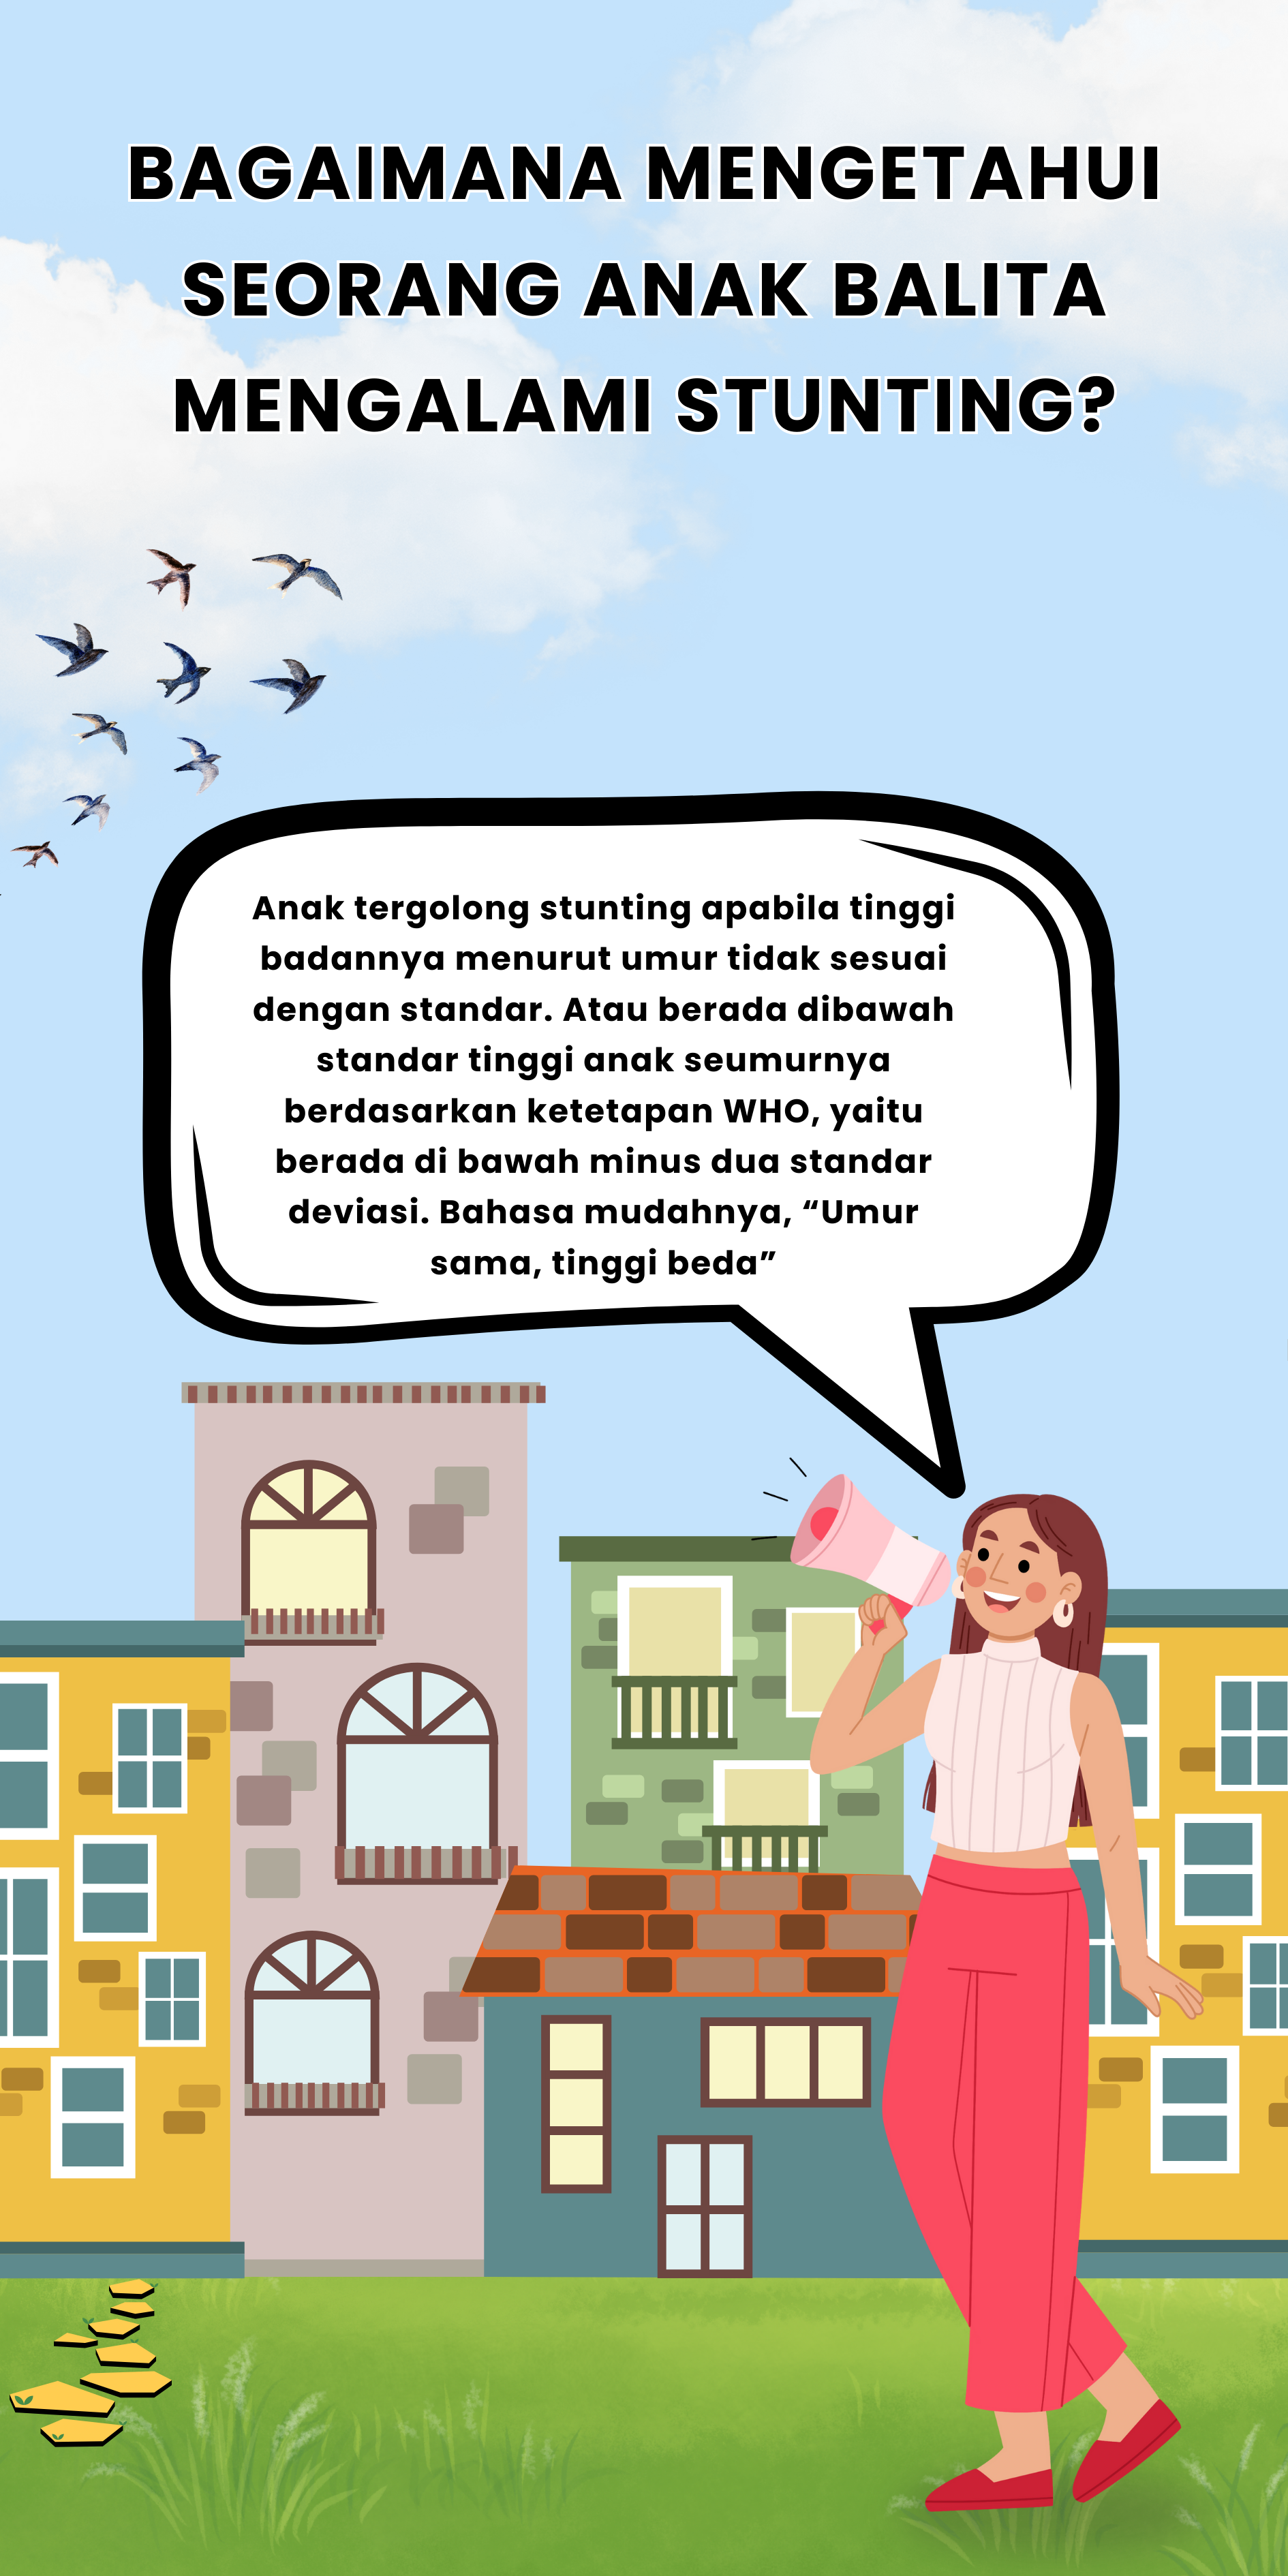 BAGAIMANA MENGETAHUI
SEORANG ANAK BALITA
MENGALAMI STUNTING?
Anak tergolong stunting apabila tinggi
badannya menurut umur tidak sesuai
dengan standar. Atau berada dibawah
standar tinggi anak seumurnya
berdasarkan ketetapan WHO, yaitu
berada di bawah minus dua standar
deviasi. Bahasa mudahnya, “Umur
sama, tinggi beda”